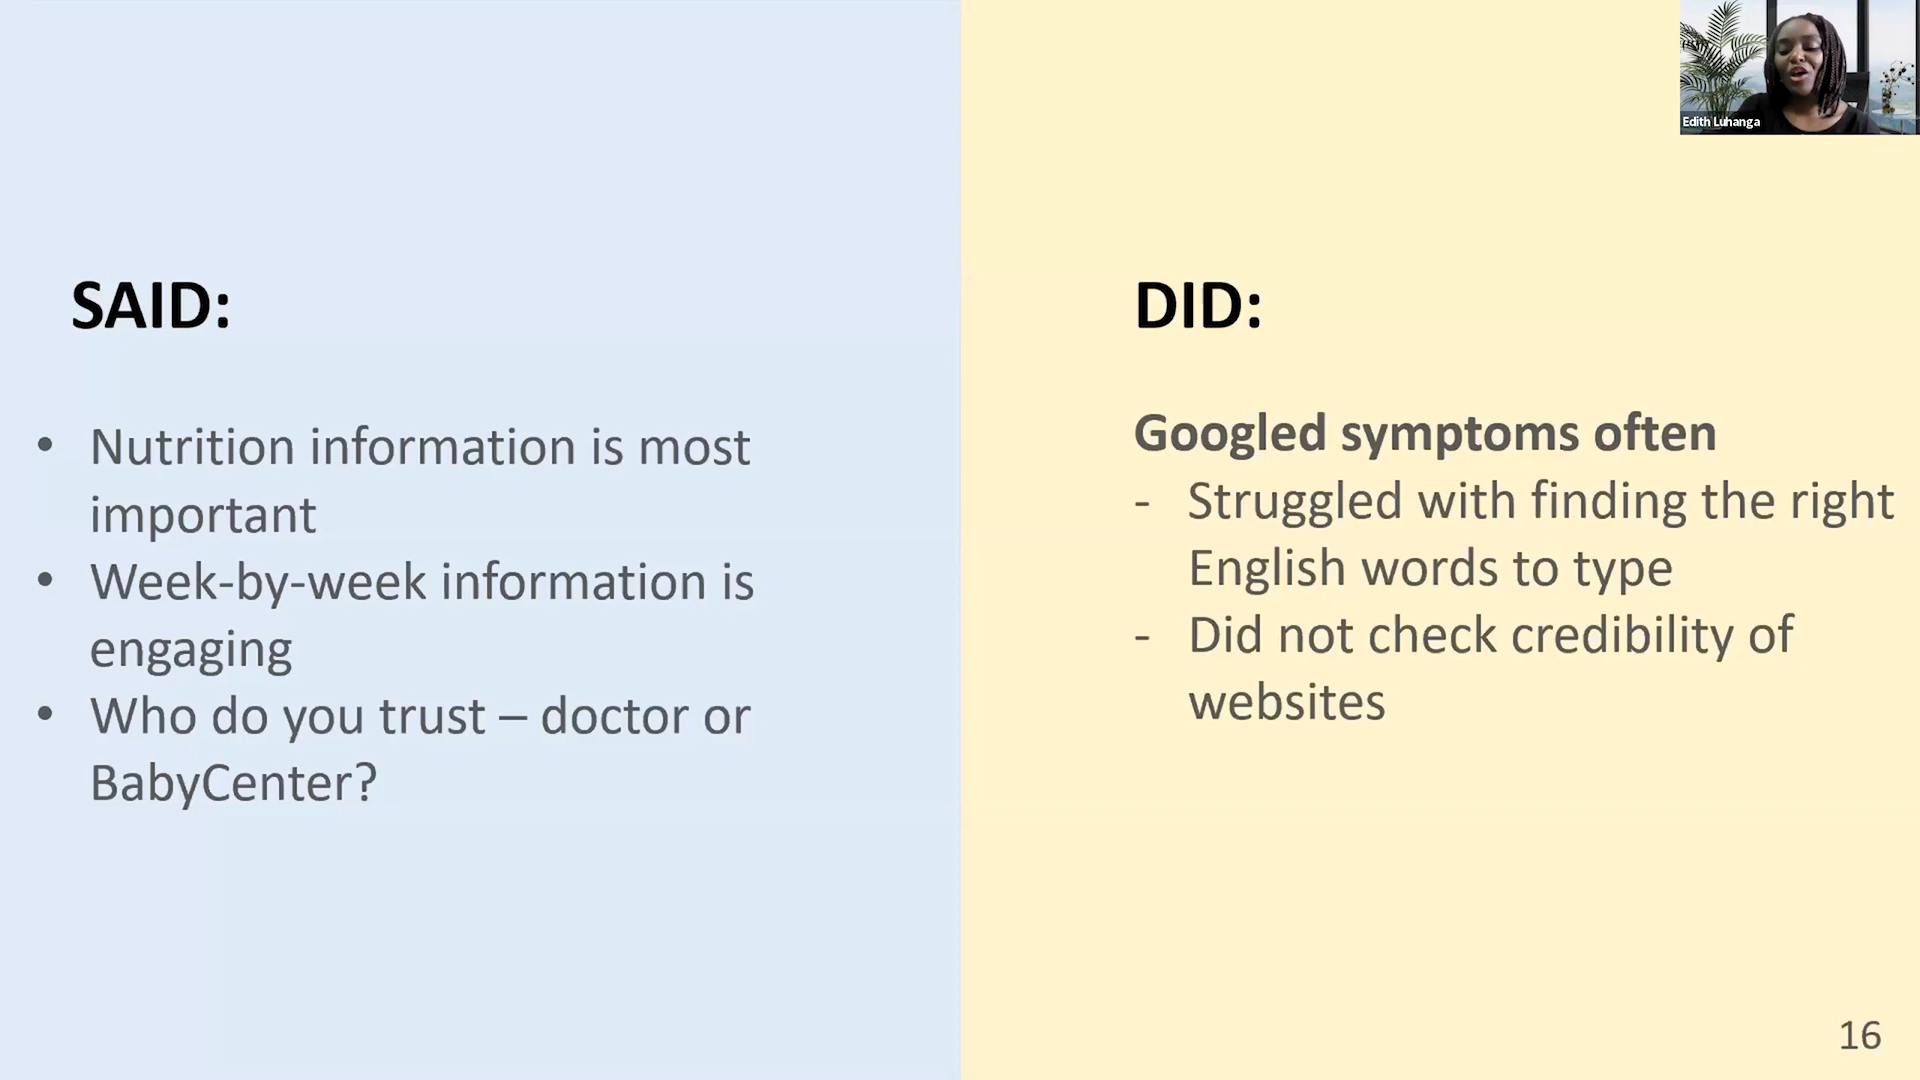 Edith Luhanga
SAID:
• Nutrition information is most
important
• Week-by-week information is
engaging
• Who do you trust – doctor or
BabyCenter?
DID:
Googled symptoms often
- Struggled with finding the right
English words to type
- Did not check credibility of
websites
16